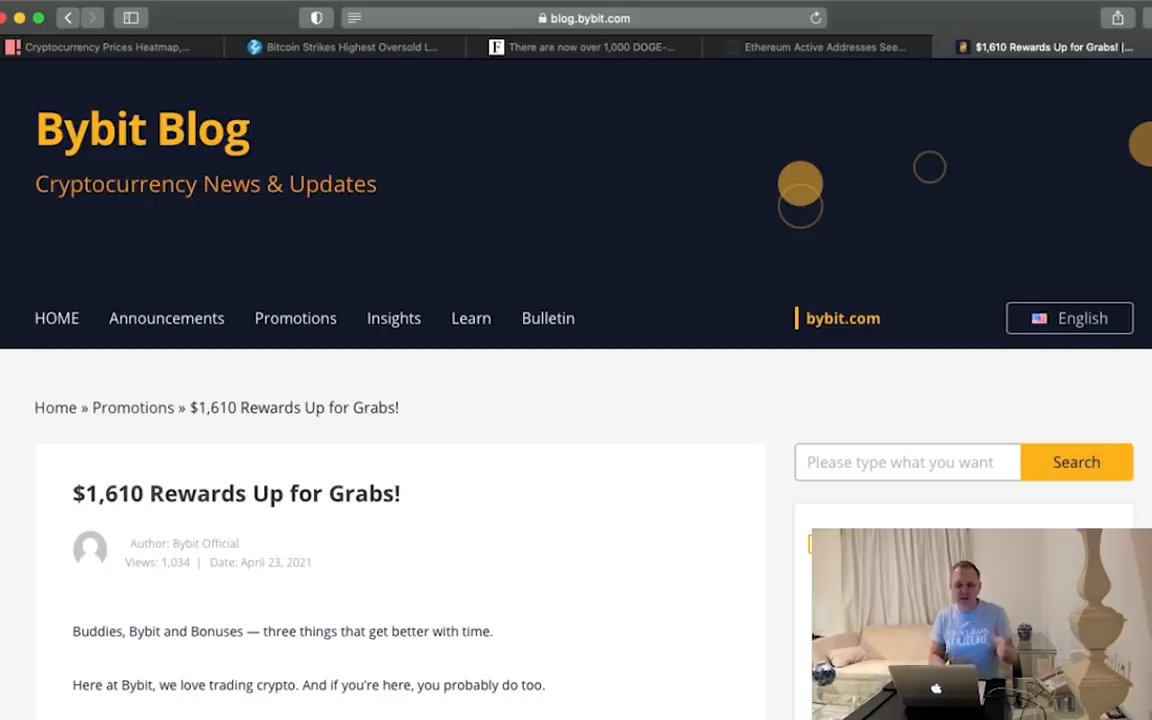 blog.bybit.com
Cryptocurrency Prices Heatmap,...
Bitcoin Strikes Highest Oversold L...
There are now over 1,000 DOGE-...
Ethereum Active Addresses See...
$1,610 Rewards Up for Grabs! |...
Bybit Blog
Cryptocurrency News & Updates
HOME Announcements Promotions Insights Learn Bulletin bybit.com English
Home » Promotions » $1,610 Rewards Up for Grabs!
Please type what you want Search
$1,610 Rewards Up for Grabs!
Author: Bybit Official
Views: 1,034 | Date: April 23, 2021
Buddies, Bybit and Bonuses — three things that get better with time.
Here at Bybit, we love trading crypto. And if you're here, you probably do too.